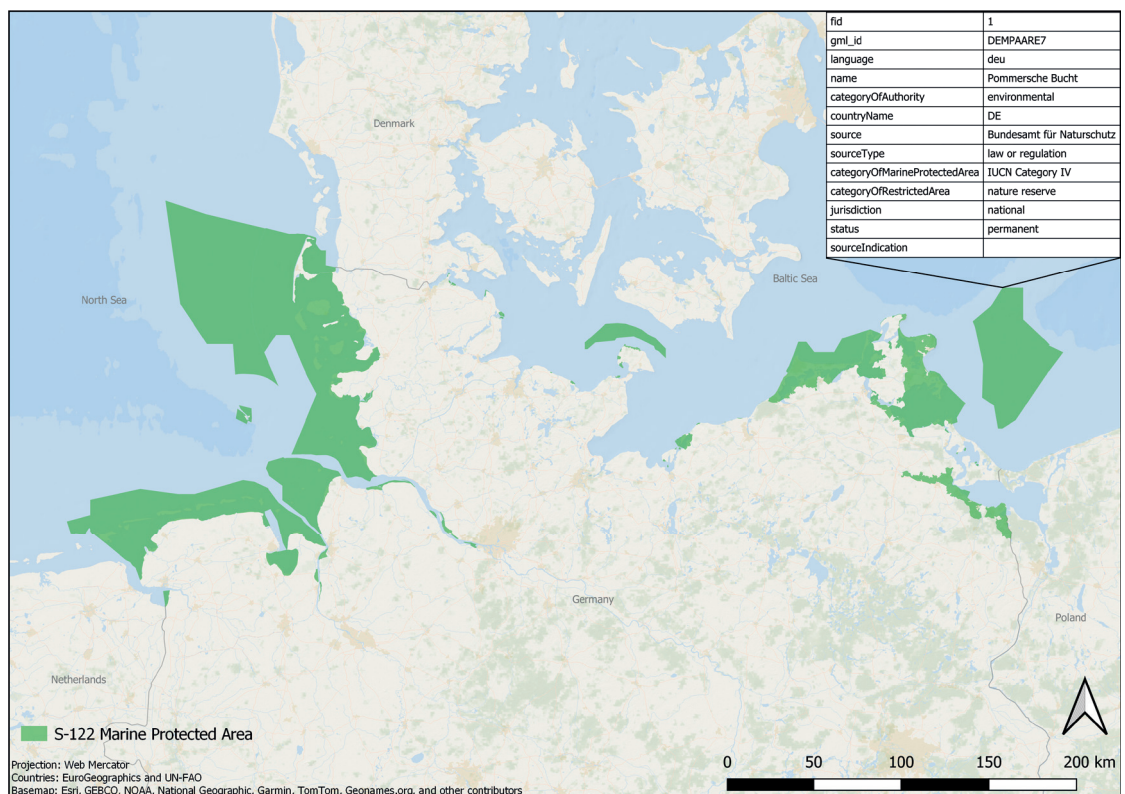 fid 1
gml_id DEMPAARE7
language deu
name Pommersche Bucht
categoryOfAuthority environmental
countryName DE
source Bundesamt für Naturschutz
sourceType law or regulation
categoryOfMarineProtectedArea IUCN Category IV
categoryOfRestrictedArea nature reserve
jurisdiction national
status permanent
sourceIndication
Denmark
Baltic Sea
North Sea
Germany
Poland
Netherlands
S-122 Marine Protected Area
Projection: Web Mercator
Countries: EuroGeographics and UN-FAO
Basemap: Esri, GEBCO, NOAA, National Geographic, Garmin, TomTom, Geonames.org, and other contributors
0 50 100 150 200 km